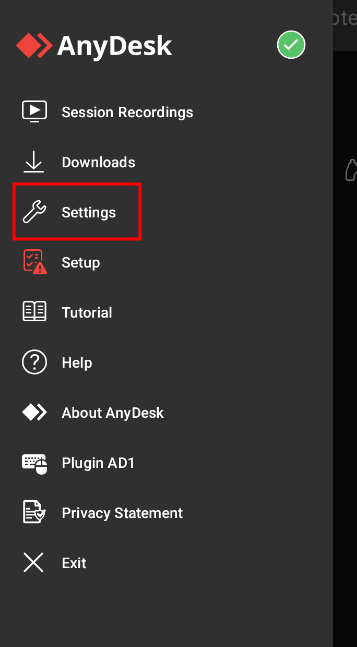 AnyDesk
Session Recordings
Downloads
Settings
Setup
Tutorial
Help
About AnyDesk
Plugin AD1
Privacy Statement
Exit